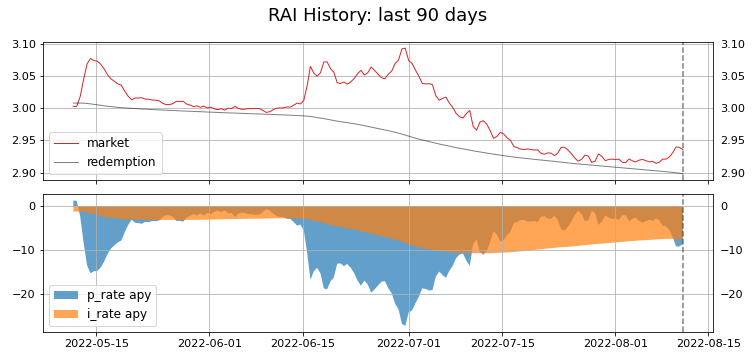 RAI History: last 90 days
3.10 3.10
3.05 3.05
3.00 3.00
2.95 2.95
2.90 2.90
market
redemption
0 0
−10 −10
−20 −20
p_rate apy
i_rate apy
2022-05-15 2022-06-01 2022-06-15 2022-07-01 2022-07-15 2022-08-01 2022-08-15